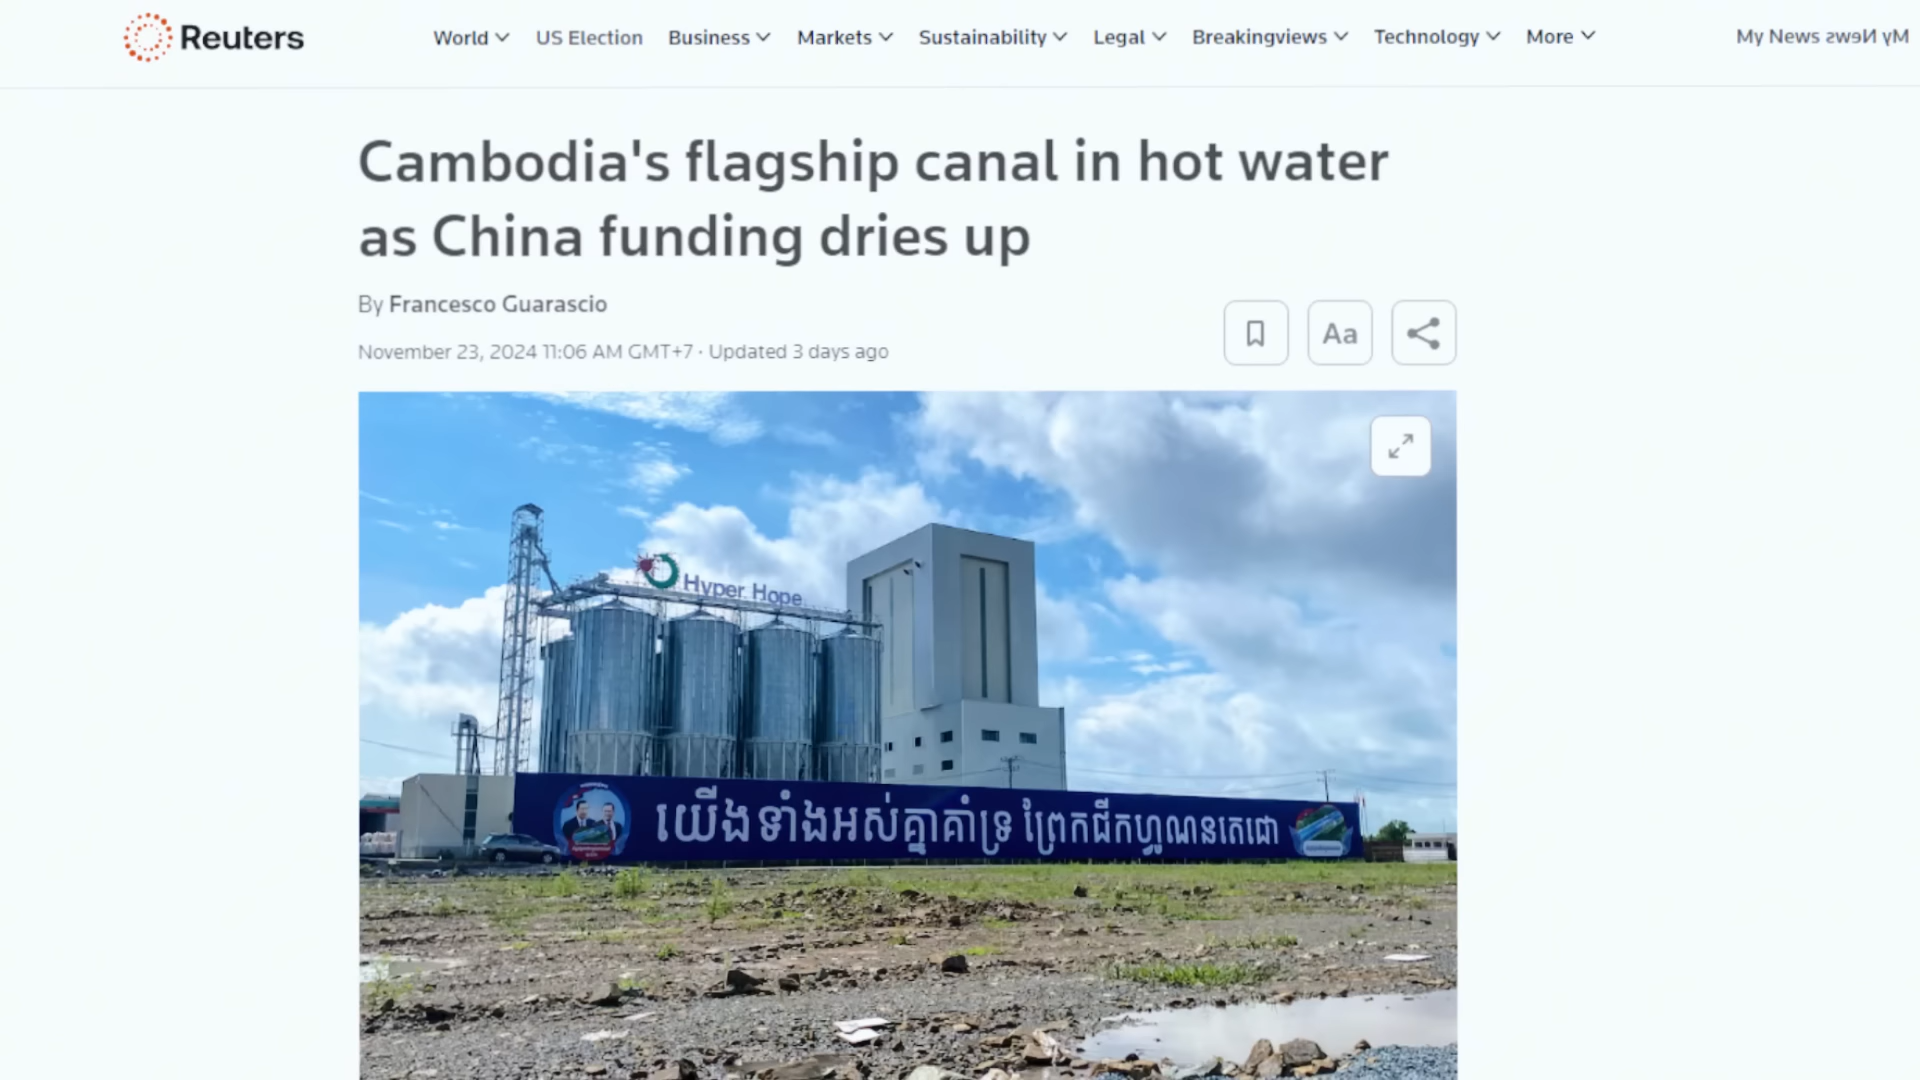 Reuters
World US Election Business Markets Sustainability Legal Breakingviews Technology More My News
Cambodia's flagship canal in hot water
as China funding dries up
By Francesco Guarascio
November 23, 2024 11:06 AM GMT+7 · Updated 3 days ago
Aa
Hyper Hope
យើងទាំងអស់គ្នាគាំទ្រ ព្រែកជីកហ្វូណនតេជោ